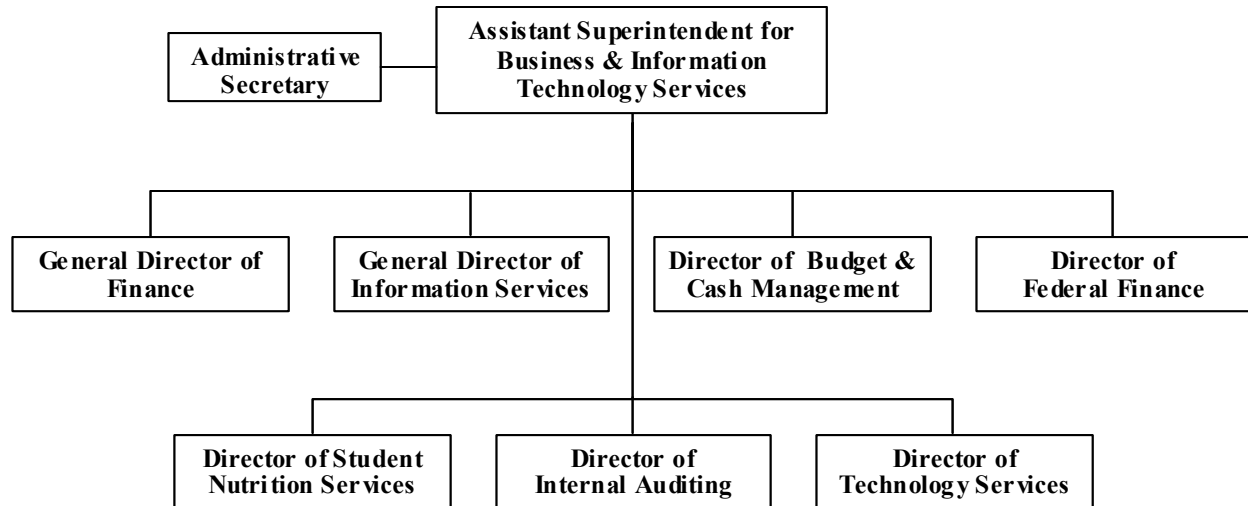 Assistant Superintendent for
Business & Information
Technology Services
Administrative
Secretary
General Director of
Finance
General Director of
Information Services
Director of Budget &
Cash Management
Director of
Federal Finance
Director of Student
Nutrition Services
Director of
Internal Auditing
Director of
Technology Services